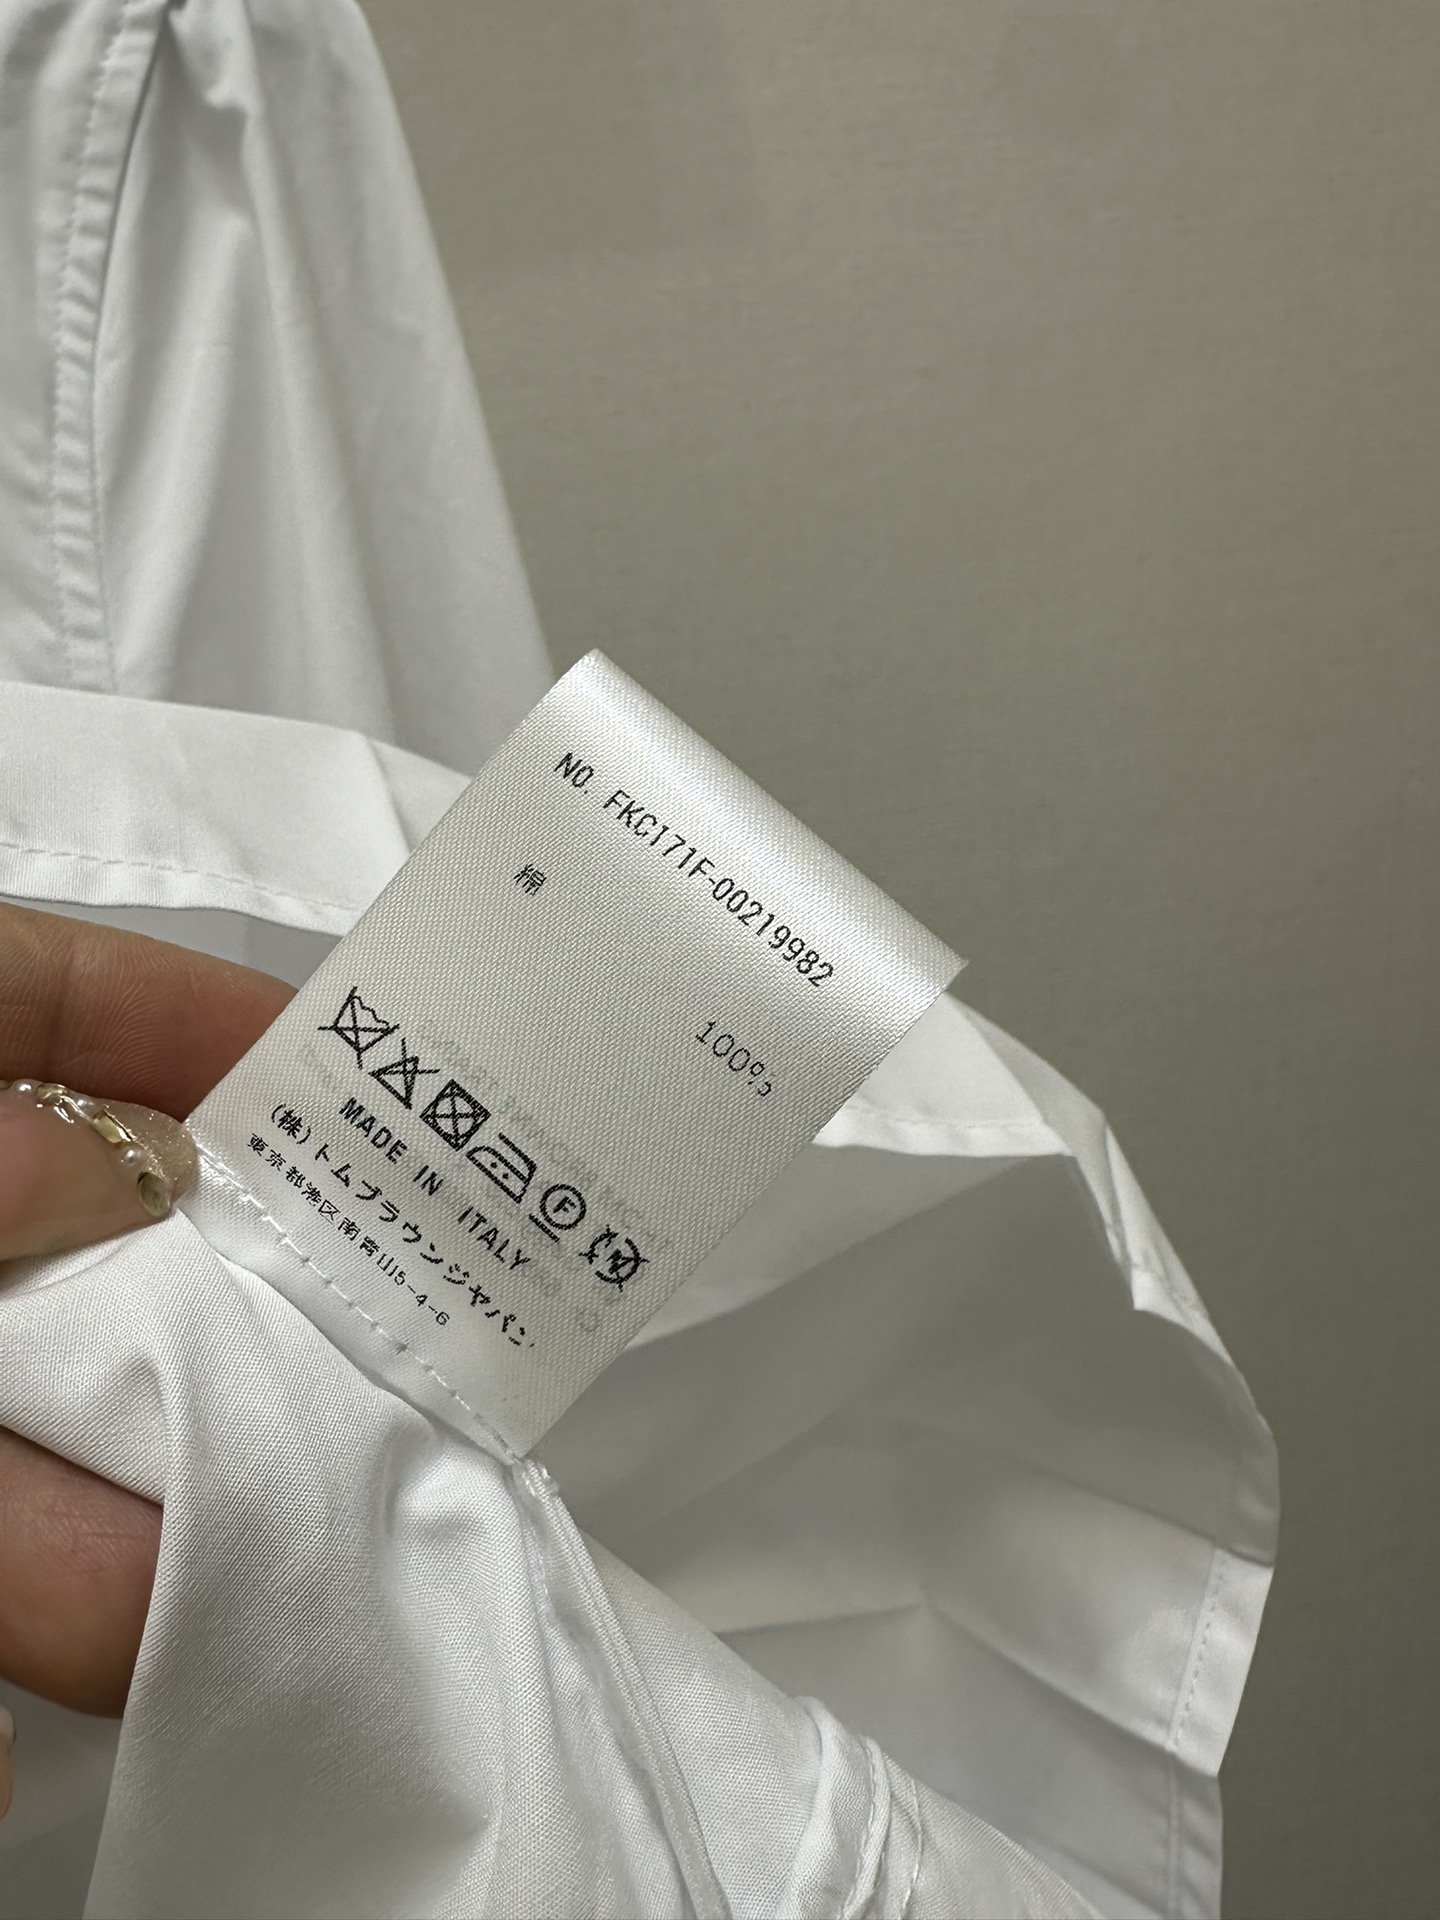 NO. FKC171F-00219982
綿 100%
F
W
MADE IN ITALY
(株)トムブラウンジャパン
東京都港区南青山5-4-6